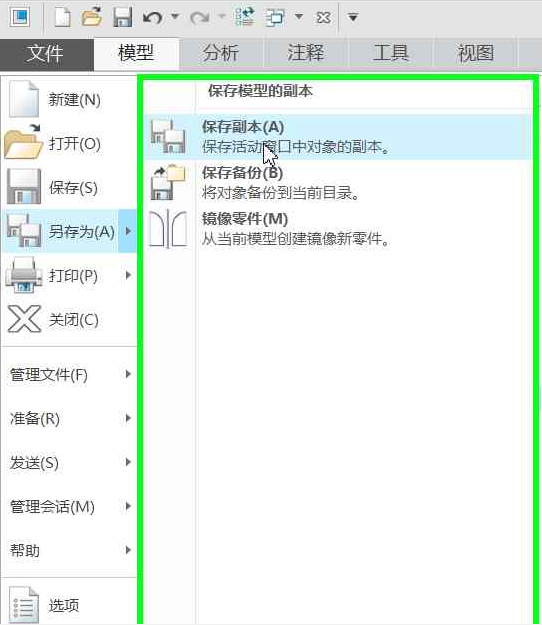 文件 模型 分析 注释 工具 视图
新建(N)
打开(O)
保存(S)
另存为(A)
打印(P)
关闭(C)
管理文件(F)
准备(R)
发送(S)
管理会话(M)
帮助
选项
保存模型的副本
保存副本(A)
保存活动窗口中对象的副本。
保存备份(B)
将对象备份到当前目录。
镜像零件(M)
从当前模型创建镜像新零件。